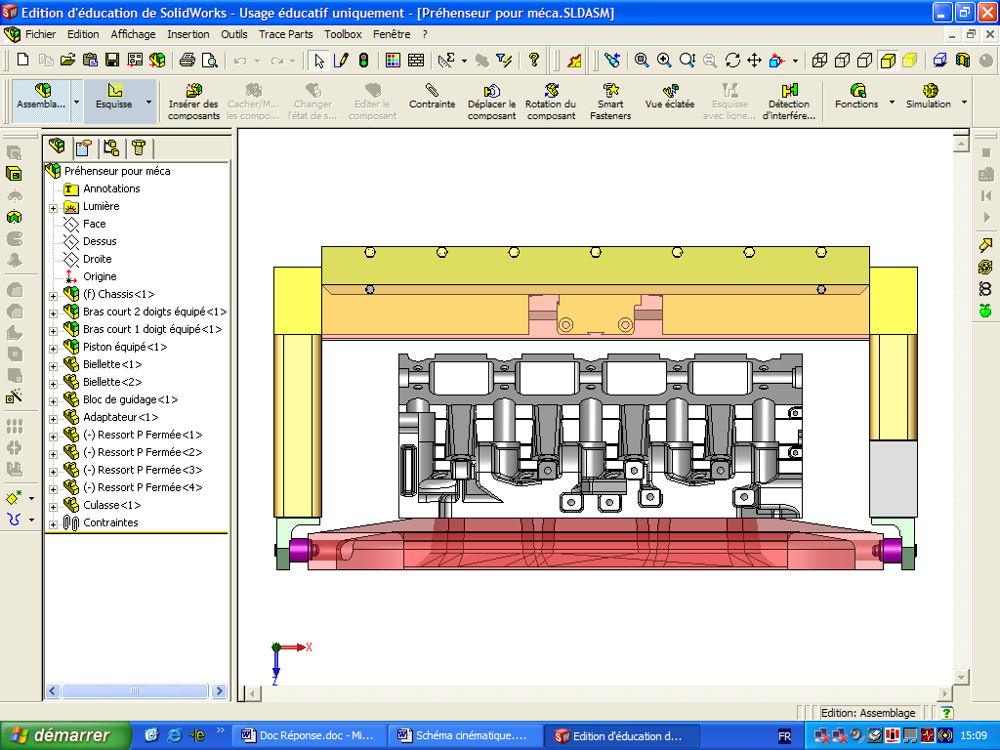 Edition d'éducation de SolidWorks - Usage éducatif uniquement - [Préhenseur pour méca.SLDASM]
Fichier Edition Affichage Insertion Outils Trace Parts Toolbox Fenêtre ?
Assembla... Esquisse Insérer des composants Cacher/M... les compo... Changer l'état de s... Editer le composant Contrainte Déplacer le composant Rotation du composant Smart Fasteners Vue éclatée Esquisse avec ligne... Détection d'interfére... Fonctions Simulation
Préhenseur pour méca
Annotations
Lumière
Face
Dessus
Droite
Origine
(f) Chassis<1>
Bras court 2 doigts équipé<1>
Bras court 1 doigt équipé<1>
Piston équipé<1>
Biellette<1>
Biellette<2>
Bloc de guidage<1>
Adaptateur<1>
(-) Ressort P Fermée<1>
(-) Ressort P Fermée<2>
(-) Ressort P Fermée<3>
(-) Ressort P Fermée<4>
Culasse<1>
Contraintes
X
Z
Edition: Assemblage
démarrer
Doc Réponse.doc - Mi...
Schéma cinématique....
Edition d'éducation d...
FR
15:09